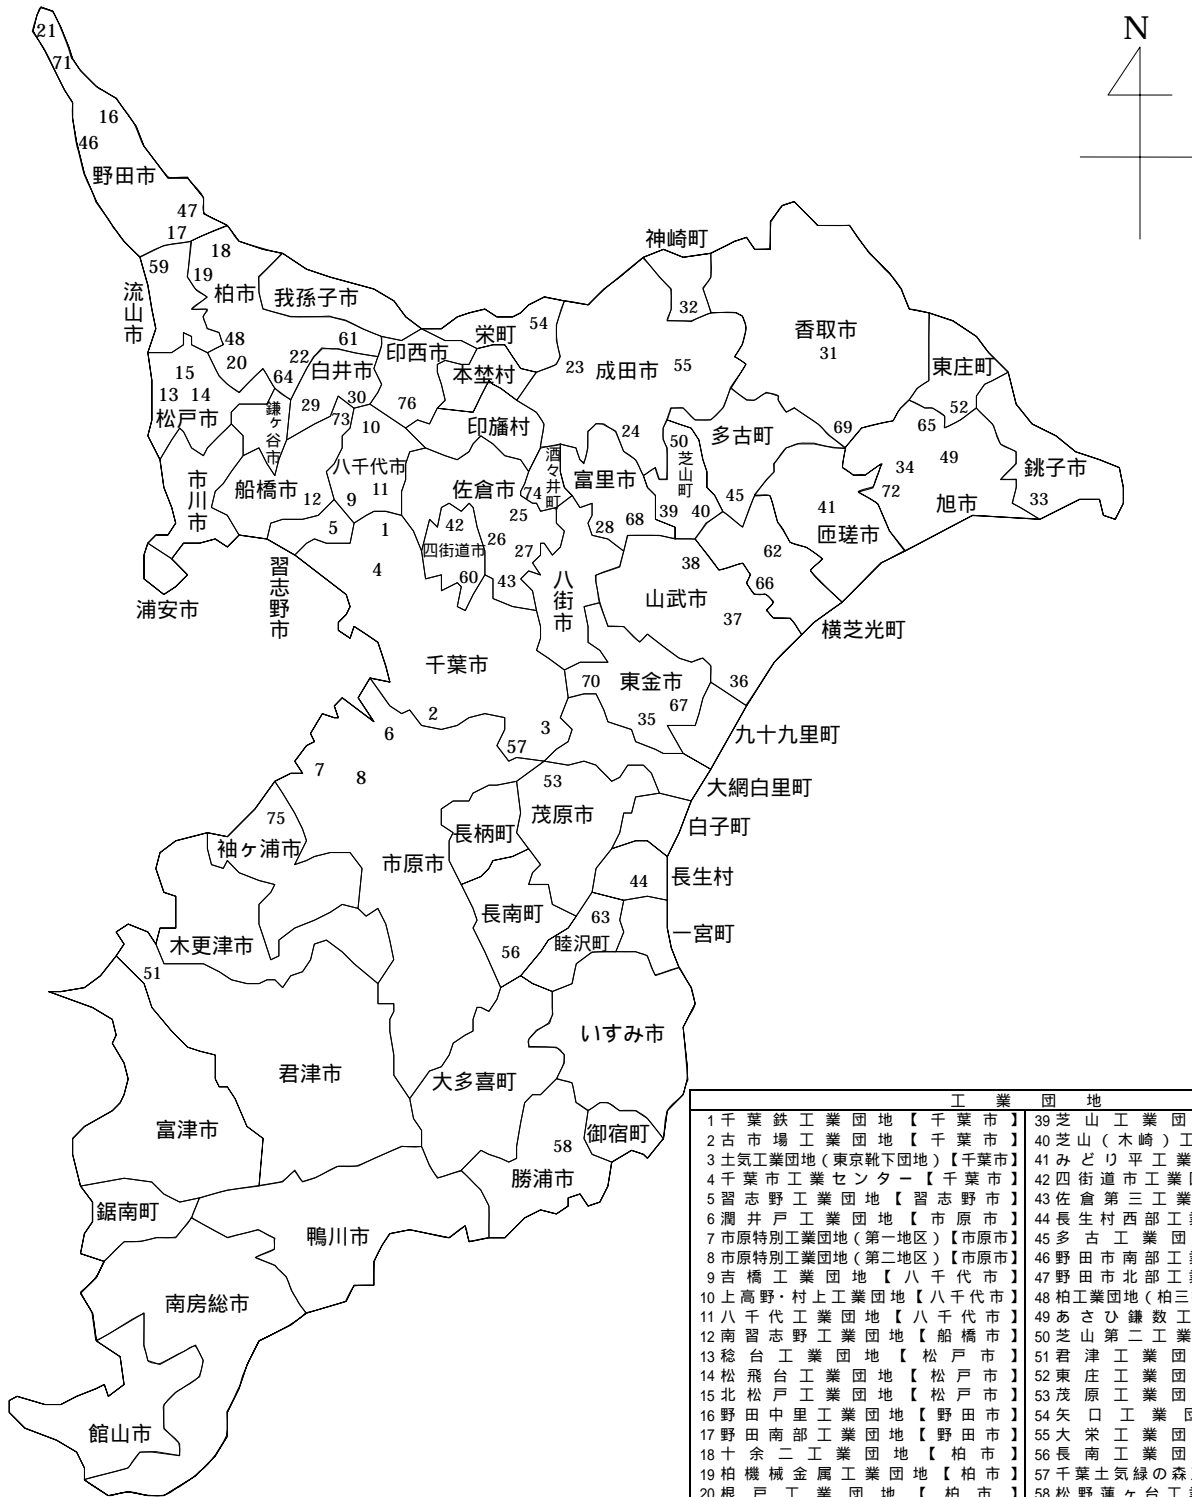 N
21
71
16
46
野田市
47
17
18
59
19
柏市
流山市
我孫子市
神崎町
32
香取市
31
48
20
61
22
64
印西市
栄町
54
23
成田市
55
東庄町
52
15
13 14
松戸市
白井市
本埜村
29
30
73
76
鎌ヶ谷市
印旛村
24
69
65
多古町
50
芝山町
49
34
銚子市
33
72
旭市
市川市
船橋市
12
10
八千代市
11
9
佐倉市
酒々井町
74
富里市
25
28
68
39
40
45
41
匝瑳市
5
1
42
四街道市
26
27
60
43
4
習志野市
浦安市
八街市
38
山武市
37
62
66
横芝光町
千葉市
70
東金市
36
67
35
九十九里町
2
3
57
6
7
8
53
茂原市
大網白里町
白子町
75
袖ヶ浦市
長柄町
市原市
44
長生村
長南町
63
睦沢町
一宮町
56
木更津市
51
いすみ市
君津市
大多喜町
富津市
御宿町
58
勝浦市
鋸南町
鴨川市
南房総市
館山市
工業団地
1 千葉鉄工業団地【千葉市】
2 古市場工業団地【千葉市】
3 土気工業団地(東京靴下団地)【千葉市】
4 千葉市工業センター【千葉市】
5 習志野工業団地【習志野市】
6 潤井戸工業団地【市原市】
7 市原特別工業団地(第一地区)【市原市】
8 市原特別工業団地(第二地区)【市原市】
9 吉橋工業団地【八千代市】
10 上高野・村上工業団地【八千代市】
11 八千代工業団地【八千代市】
12 南習志野工業団地【船橋市】
13 稔台工業団地【松戸市】
14 松飛台工業団地【松戸市】
15 北松戸工業団地【松戸市】
16 野田中里工業団地【野田市】
17 野田南部工業団地【野田市】
18 十余二工業団地【柏市】
19 柏機械金属工業団地【柏市】
20 根戸工業団地【柏市】
39 芝山工業団
40 芝山(木崎)工
41 みどり平工業
42 四街道市工業
43 佐倉第三工業
44 長生村西部工
45 多古工業団
46 野田市南部工
47 野田市北部工
48 柏工業団地(柏三
49 あさひ鎌数工
50 芝山第二工業
51 君津工業団
52 東庄工業団
53 茂原工業団
54 矢口工業団
55 大栄工業団
56 長南工業団
57 千葉土気緑の森
58 松野蓮ヶ台工